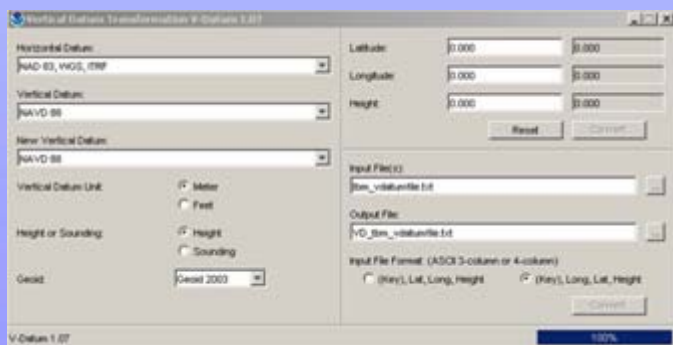 Vertical Datum Transformation V-Datum 1.07
Horizontal Datum:
NAD 83, WGS, ITRF
Vertical Datum:
NAVD 88
New Vertical Datum:
NAVD 88
Vertical Datum Unit:
Meter
Feet
Height or Sounding:
Height
Sounding
Geoid:
Geoid 2003
Latitude:
0.000
0.000
Longitude:
0.000
0.000
Height:
0.000
0.000
Reset
Convert
Input File(s):
tbm_vdatumfile.txt
...
Output File:
VD_tbm_vdatumfile.txt
...
Input File Format: (ASCII 3-column or 4-column)
(Key), Lat, Long, Height
(Key), Long, Lat, Height
Convert
V-Datum 1.07
100%